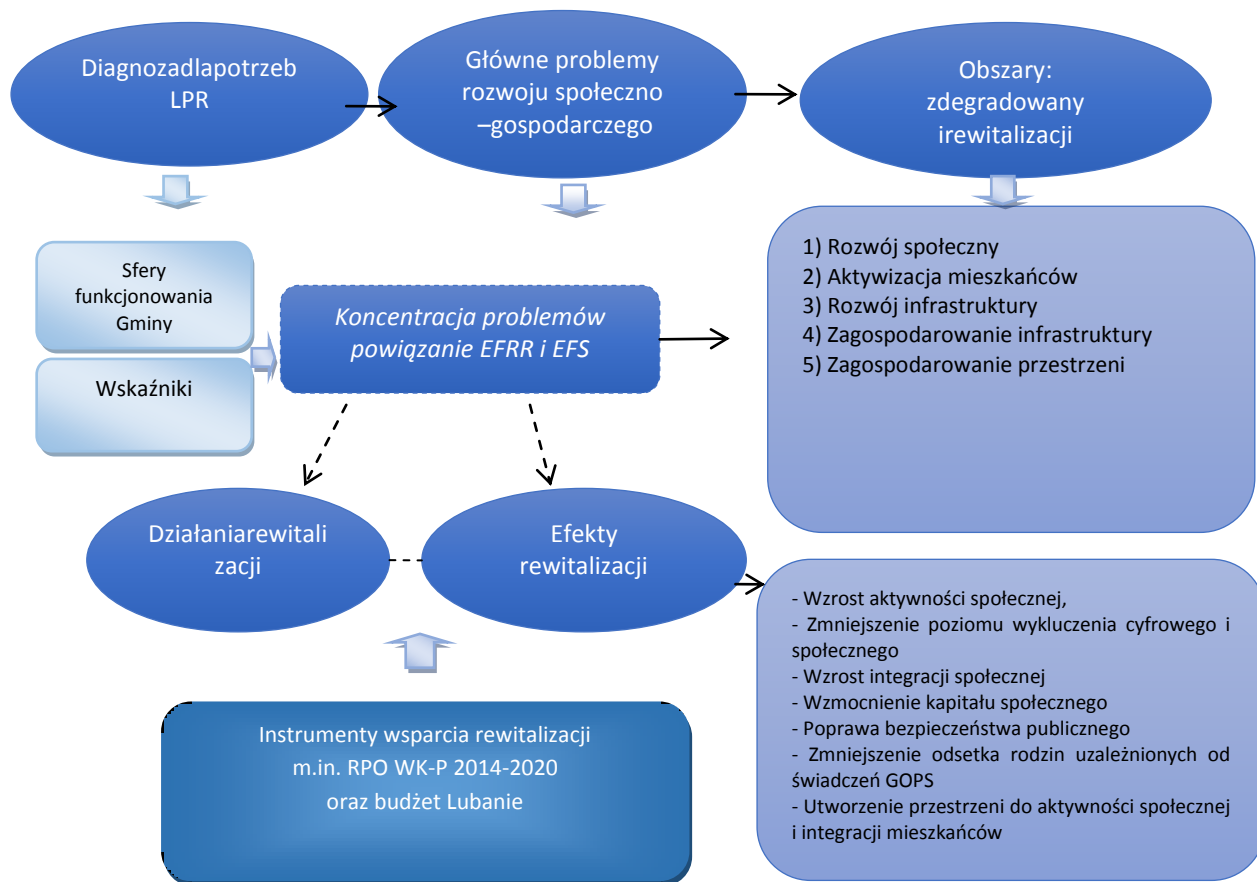 Diagnozadlapotrzeb
LPR
Główne problemy
rozwoju społeczno
–gospodarczego
Obszary:
zdegradowany
irewitalizacji
Sfery
funkcjonowania
Gminy
Wskaźniki
Koncentracja problemów
powiązanie EFRR i EFS
1) Rozwój społeczny
2) Aktywizacja mieszkańców
3) Rozwój infrastruktury
4) Zagospodarowanie infrastruktury
5) Zagospodarowanie przestrzeni
Działaniarewitali
zacji
Efekty
rewitalizacji
- Wzrost aktywności społecznej,
- Zmniejszenie poziomu wykluczenia cyfrowego i
społecznego
- Wzrost integracji społecznej
- Wzmocnienie kapitału społecznego
- Poprawa bezpieczeństwa publicznego
- Zmniejszenie odsetka rodzin uzależnionych od
świadczeń GOPS
- Utworzenie przestrzeni do aktywności społecznej
i integracji mieszkańców
Instrumenty wsparcia rewitalizacji
m.in. RPO WK-P 2014-2020
oraz budżet Lubanie